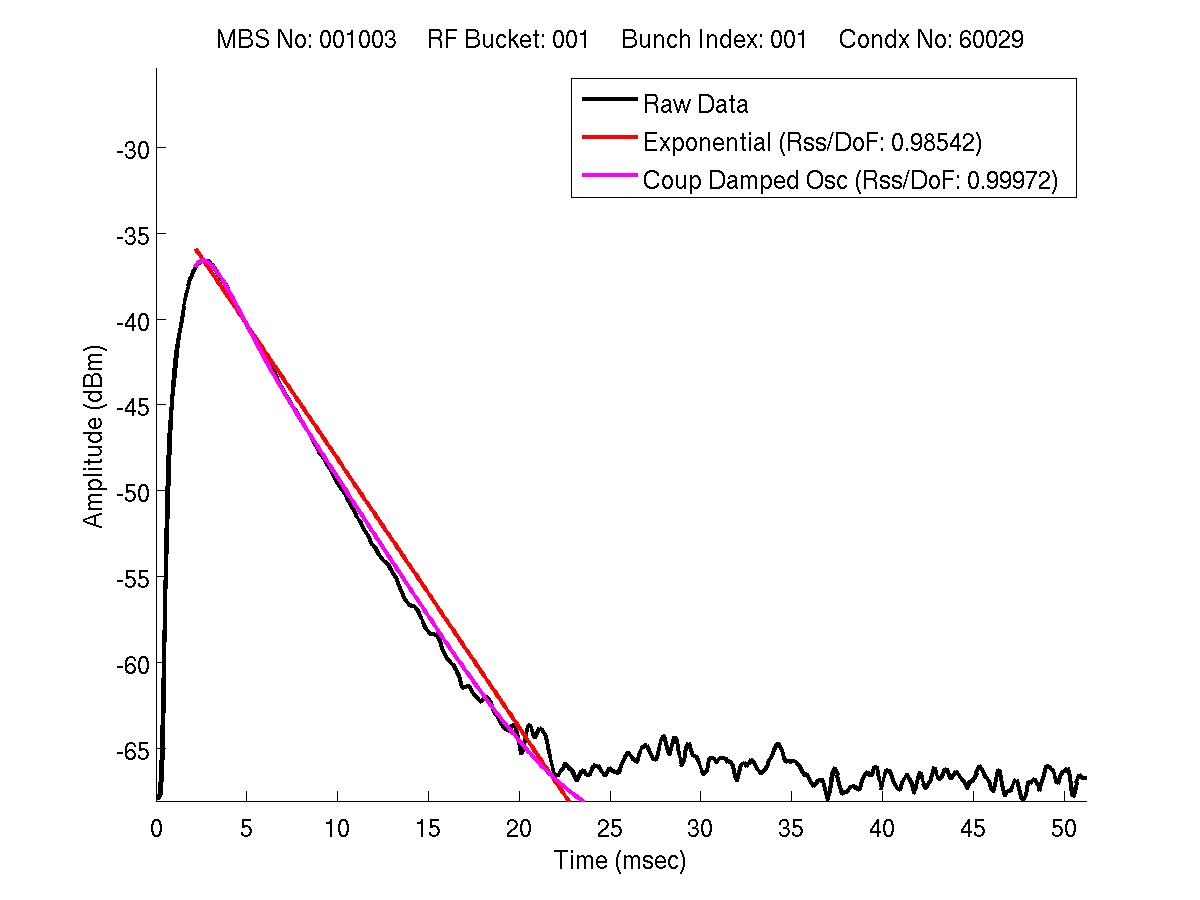 MBS No: 001003 RF Bucket: 001 Bunch Index: 001 Condx No: 60029
Raw Data
Exponential (Rss/DoF: 0.98542)
Coup Damped Osc (Rss/DoF: 0.99972)
-30
-35
-40
-45
-50
-55
-60
-65
Amplitude (dBm)
0 5 10 15 20 25 30 35 40 45 50
Time (msec)